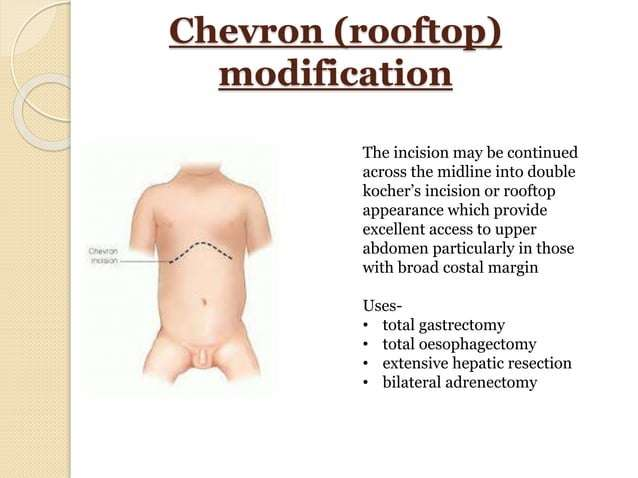 Chevron (rooftop)
modification
Chevron
incision
The incision may be continued
across the midline into double
kocher's incision or rooftop
appearance which provide
excellent access to upper
abdomen particularly in those
with broad costal margin
Uses-
• total gastrectomy
• total oesophagectomy
• extensive hepatic resection
• bilateral adrenectomy